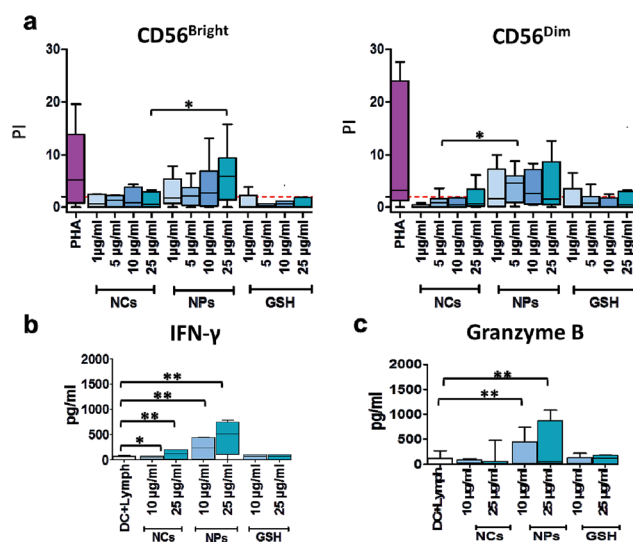 a
CD56Bright
PI
30
20
10
0
*
PHA
1µg/ml
5 µg/ml
10 µg/ml
25 µg/ml
1µg/ml
5 µg/ml
10 µg/ml
25 µg/ml
1µg/ml
5 µg/ml
10 µg/ml
25 µg/ml
NCs
NPs
GSH
CD56Dim
PI
30
20
10
0
*
PHA
1µg/ml
5 µg/ml
10 µg/ml
25 µg/ml
1µg/ml
5 µg/ml
10 µg/ml
25 µg/ml
1µg/ml
5 µg/ml
10 µg/ml
25 µg/ml
NCs
NPs
GSH
b
IFN-γ
pg/ml
2000
1500
1000
500
0
**
**
**
*
DC+Lymph
10 µg/ml
25 µg/ml
10 µg/ml
25 µg/ml
10 µg/ml
25 µg/ml
NCs
NPs
GSH
c
Granzyme B
pg/ml
2000
1500
1000
500
0
**
**
DC+Lymph
10 µg/ml
25 µg/ml
10 µg/ml
25 µg/ml
10 µg/ml
25 µg/ml
NCs
NPs
GSH